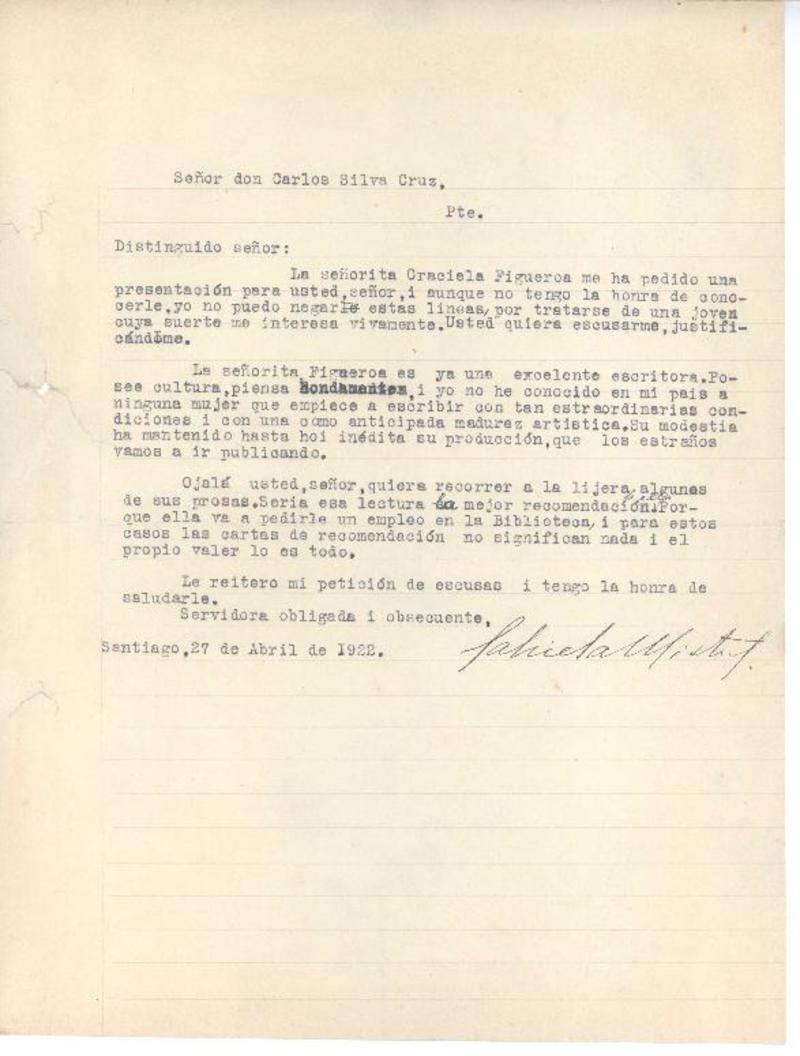 Señor don Carlos Silva Cruz,
Pte.
Distinguido señor:
La señorita Graciela Figueroa me ha pedido una
presentación para usted,señor,i aunque no tengo la honra de cono-
cerle,yo no puedo negarle estas lineas,por tratarse de una joven
cuya suerte me interesa vivamente.Usted quiera escusarme,justifi-
cándome.
La señorita Figueroa es ya una excelente escritora.Po-
see cultura,piensa hondamente,i yo no he conocido en mi pais a
ninguna mujer que empiece a escribir con tan estraordinarias con-
diciones i con una como anticipada madurez artistica.Su modestia
ha mantenido hasta hoi inédita su producción,que los estraños
vamos a ir publicando.
Ojalá usted,señor,quiera recorrer a la lijera algunas
de sus prosas.Seria esa lectura la mejor recomendación.Por-
que ella va a pedirle un empleo en la Biblioteca,i para estos
casos las cartas de recomendación no significan nada i el
propio valer lo es todo.
Le reitero mi petición de escusas i tengo la honra de
saludarle.
Servidora obligada i obsecuente,
Santiago,27 de Abril de 1922. Gabriela Mistral.